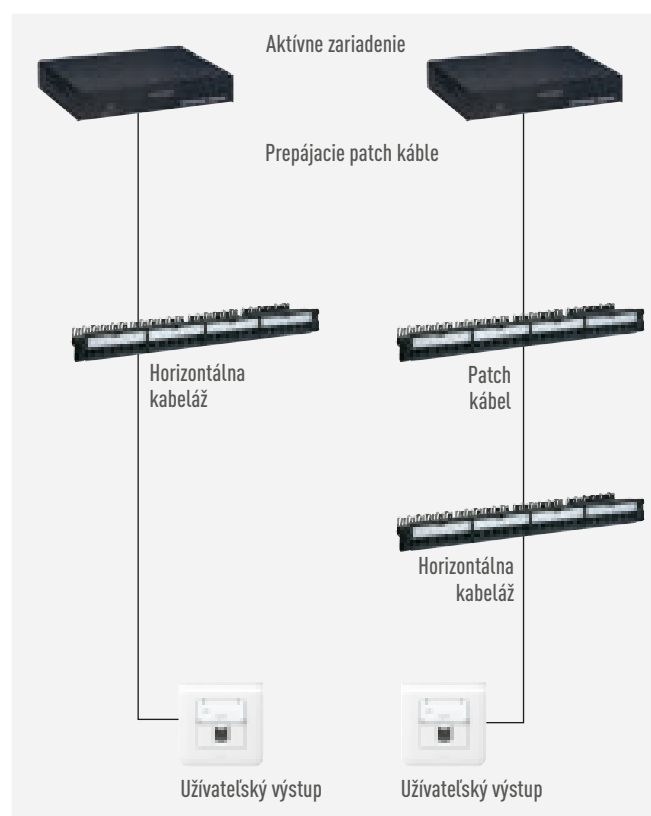 Aktívne zariadenie
Prepájacie patch káble
Horizontálna
kabeláž
Patch
kábel
Horizontálna
kabeláž
Užívateľský výstup
Užívateľský výstup